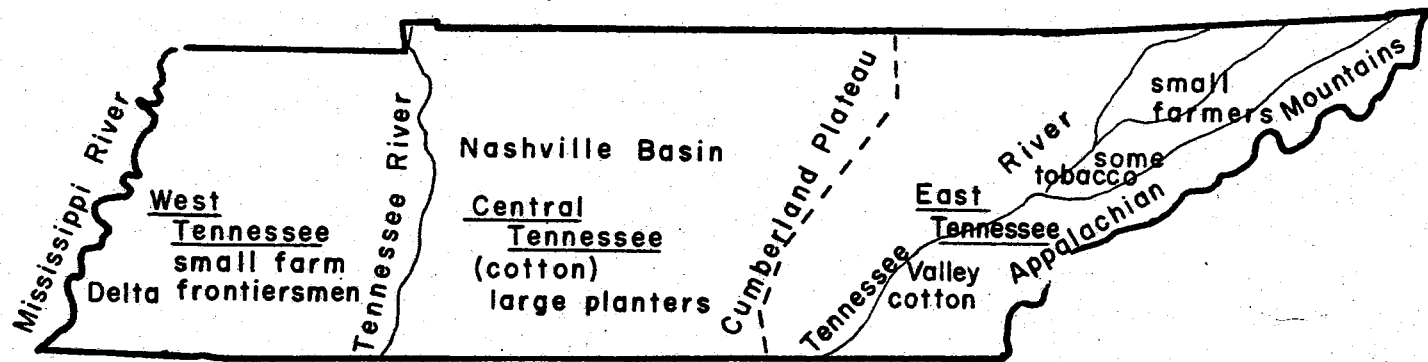 Mississippi River
West
Tennessee
small farm
Delta frontiersmen
Tennessee River
Nashville Basin
Central
Tennessee
(cotton)
large planters
Cumberland Plateau
Tennessee River
East
Tennessee
Valley
cotton
small
farmers
some
tobacco
Appalachian Mountains